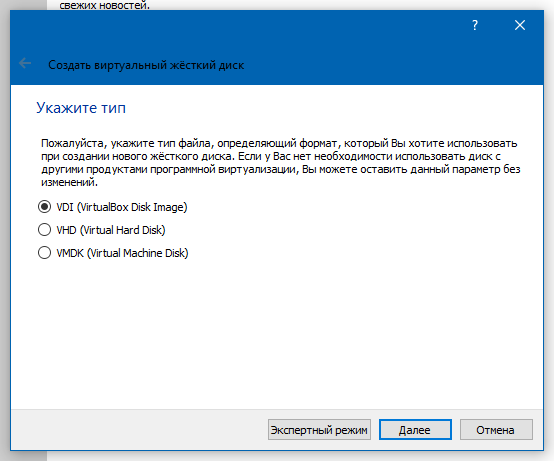 свежих новостей.
?
Создать виртуальный жёсткий диск
Укажите тип
Пожалуйста, укажите тип файла, определяющий формат, который Вы хотите использовать
при создании нового жёсткого диска. Если у Вас нет необходимости использовать диск с
другими продуктами программной виртуализации, Вы можете оставить данный параметр без
изменений.
VDI (VirtualBox Disk Image)
VHD (Virtual Hard Disk)
VMDK (Virtual Machine Disk)
Экспертный режим
Далее
Отмена